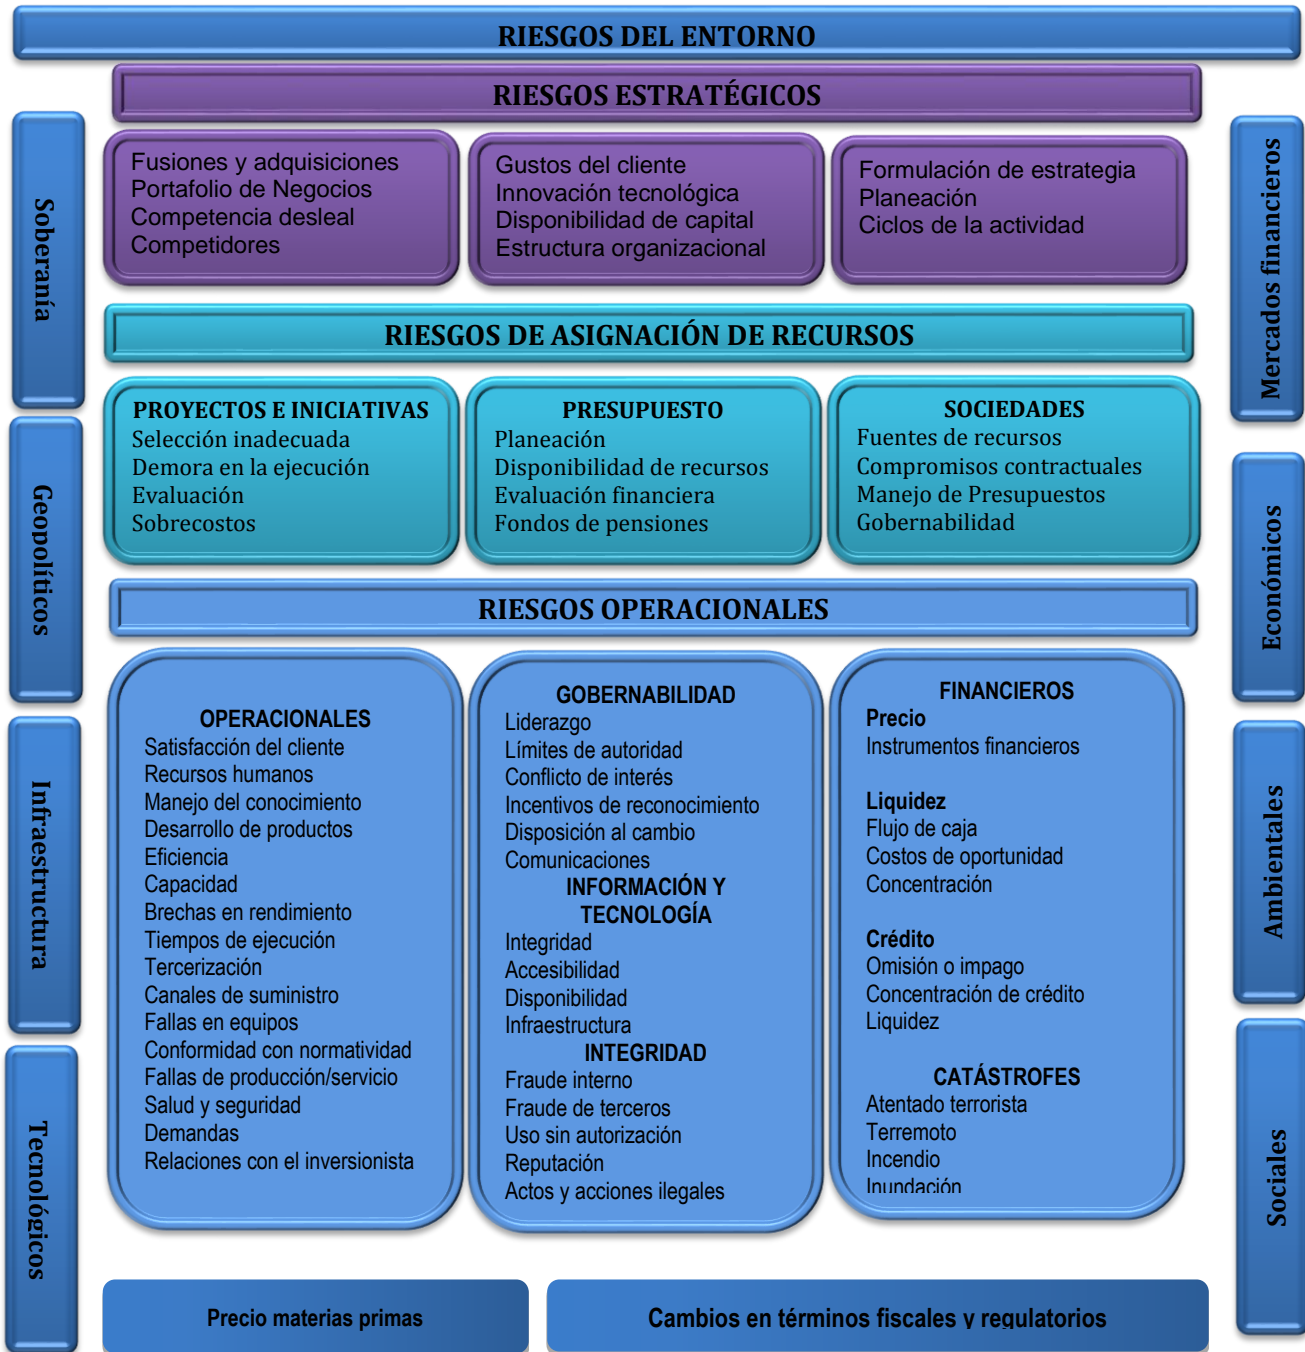 RIESGOS DEL ENTORNO
RIESGOS ESTRATÉGICOS
Soberanía
Geopolíticos
Infraestructura
Tecnológicos
Fusiones y adquisiciones
Portafolio de Negocios
Competencia desleal
Competidores
Gustos del cliente
Innovación tecnológica
Disponibilidad de capital
Estructura organizacional
Formulación de estrategia
Planeación
Ciclos de la actividad
RIESGOS DE ASIGNACIÓN DE RECURSOS
PROYECTOS E INICIATIVAS
Selección inadecuada
Demora en la ejecución
Evaluación
Sobrecostos
PRESUPUESTO
Planeación
Disponibilidad de recursos
Evaluación financiera
Fondos de pensiones
SOCIEDADES
Fuentes de recursos
Compromisos contractuales
Manejo de Presupuestos
Gobernabilidad
RIESGOS OPERACIONALES
OPERACIONALES
Satisfacción del cliente
Recursos humanos
Manejo del conocimiento
Desarrollo de productos
Eficiencia
Capacidad
Brechas en rendimiento
Tiempos de ejecución
Tercerización
Canales de suministro
Fallas en equipos
Conformidad con normatividad
Fallas de producción/servicio
Salud y seguridad
Demandas
Relaciones con el inversionista
GOBERNABILIDAD
Liderazgo
Límites de autoridad
Conflicto de interés
Incentivos de reconocimiento
Disposición al cambio
Comunicaciones
INFORMACIÓN Y
TECNOLOGÍA
Integridad
Accesibilidad
Disponibilidad
Infraestructura
INTEGRIDAD
Fraude interno
Fraude de terceros
Uso sin autorización
Reputación
Actos y acciones ilegales
FINANCIEROS
Precio
Instrumentos financieros
Liquidez
Flujo de caja
Costos de oportunidad
Concentración
Crédito
Omisión o impago
Concentración de crédito
Liquidez
CATÁSTROFES
Atentado terrorista
Terremoto
Incendio
Inundación
Mercados financieros
Económicos
Ambientales
Sociales
Precio materias primas
Cambios en términos fiscales y regulatorios